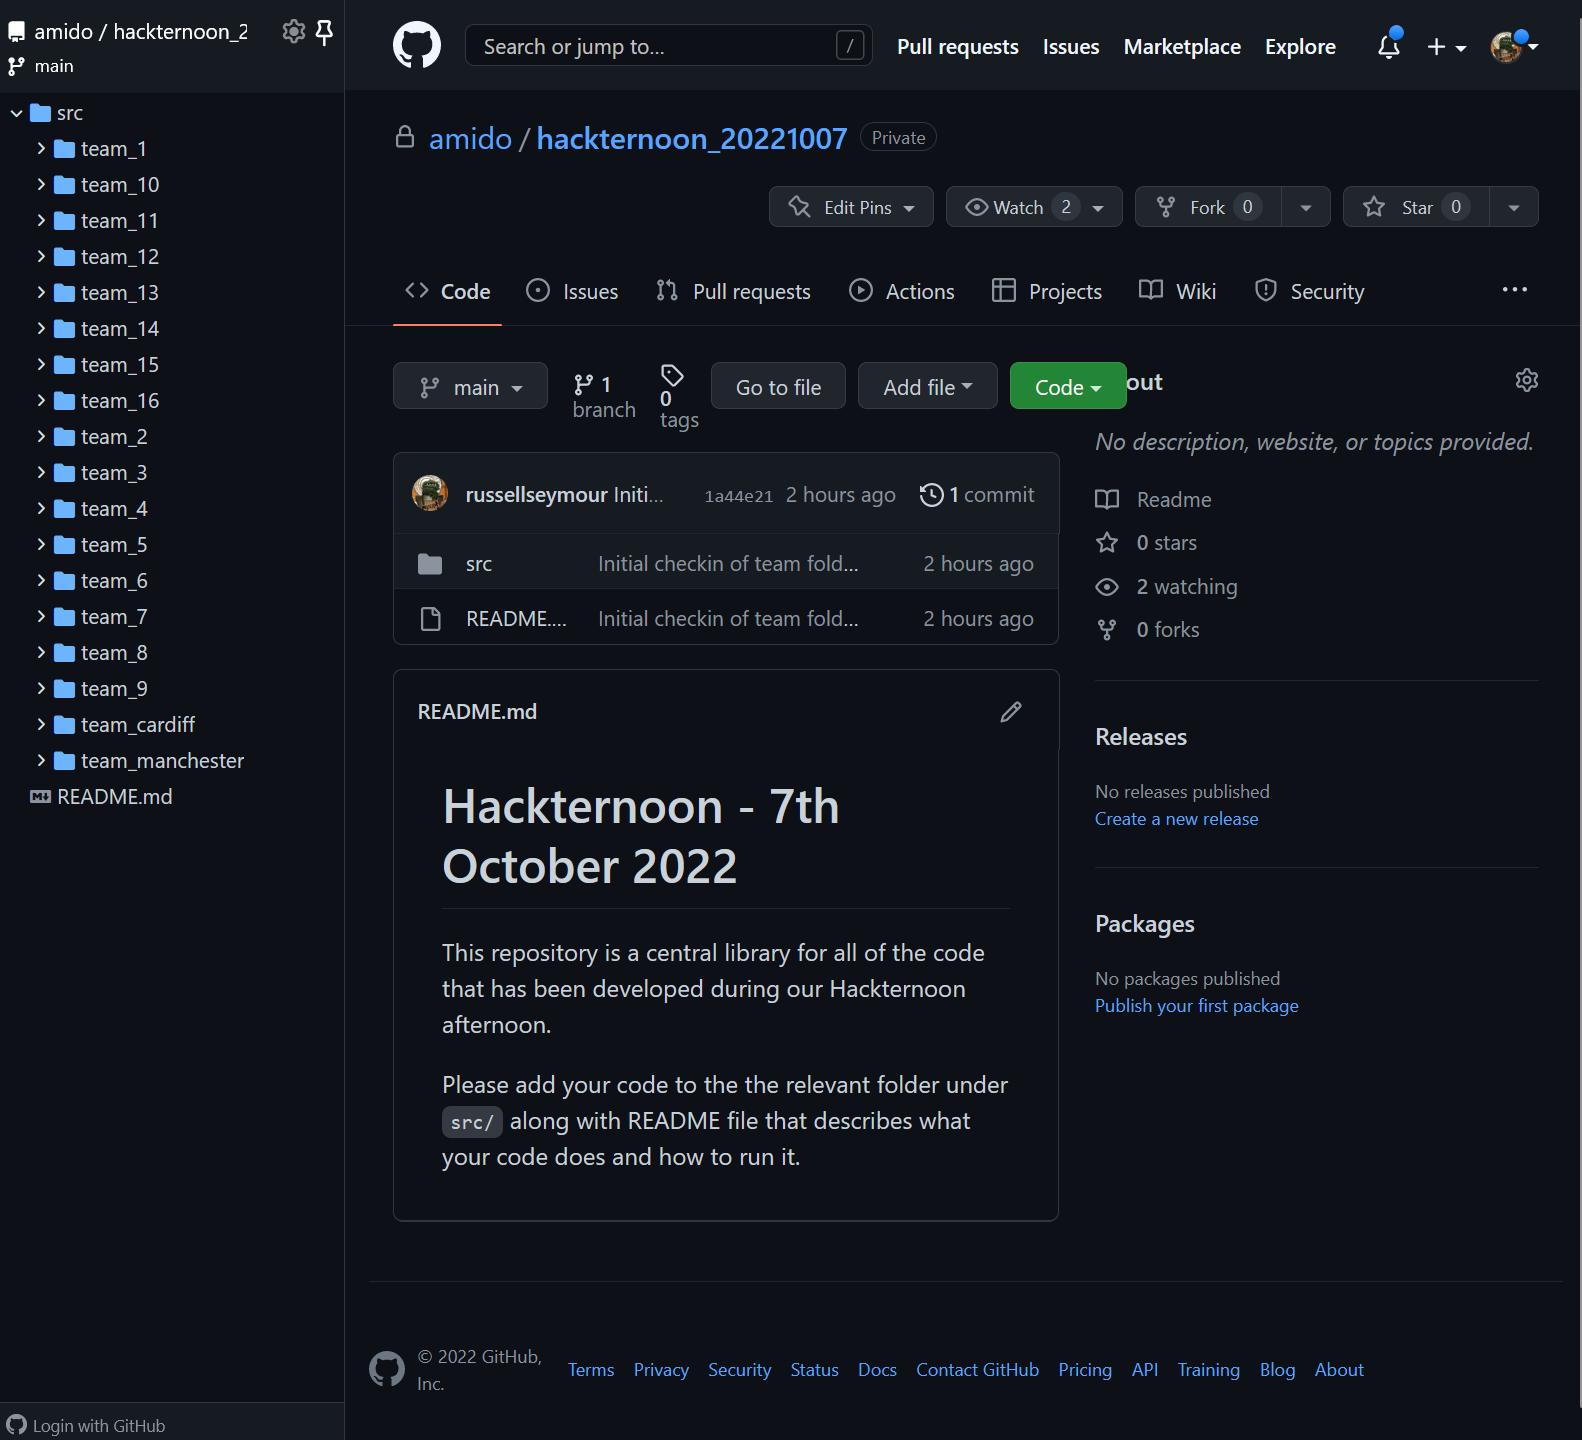 amido / hackternoon_2
main
src
team_1
team_10
team_11
team_12
team_13
team_14
team_15
team_16
team_2
team_3
team_4
team_5
team_6
team_7
team_8
team_9
team_cardiff
team_manchester
README.md
Login with GitHub
Search or jump to... /
Pull requests Issues Marketplace Explore
amido / hackternoon_20221007 Private
Edit Pins Watch 2 Fork 0 Star 0
Code Issues Pull requests Actions Projects Wiki Security ...
main 1 branch 0 tags Go to file Add file Code
russellseymour Initi... 1a44e21 2 hours ago 1 commit
src Initial checkin of team fold... 2 hours ago
README.... Initial checkin of team fold... 2 hours ago
README.md
Hackternoon - 7th
October 2022
This repository is a central library for all of the code
that has been developed during our Hackternoon
afternoon.
Please add your code to the the relevant folder under
src/ along with README file that describes what
your code does and how to run it.
out
No description, website, or topics provided.
Readme
0 stars
2 watching
0 forks
Releases
No releases published
Create a new release
Packages
No packages published
Publish your first package
© 2022 GitHub,
Inc.
Terms Privacy Security Status Docs Contact GitHub Pricing API Training Blog About